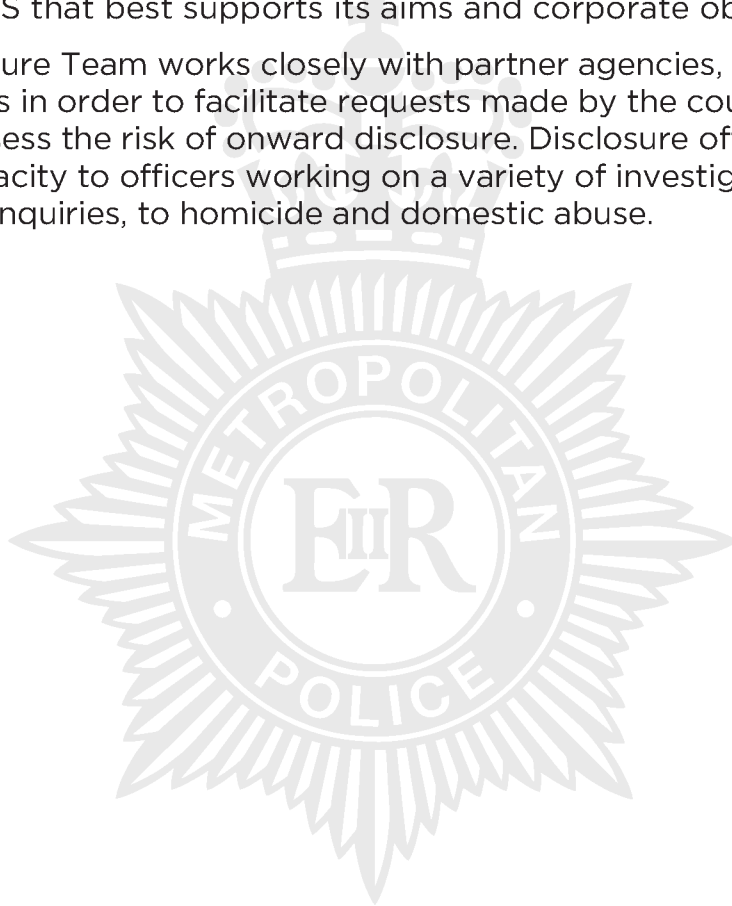 S that best supports its aims and corporate ob
ure Team works closely with partner agencies,
s in order to facilitate requests made by the cou
ess the risk of onward disclosure. Disclosure of
acity to officers working on a variety of investig
nquiries, to homicide and domestic abuse.
METROPOLITAN
EIIR
POLICE